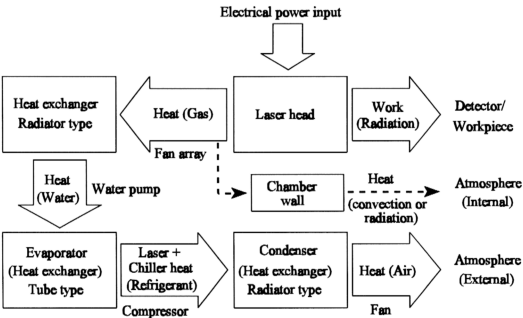 Electrical power input
Heat exchanger
Radiator type
Heat (Gas)
Laser head
Work
(Radiation)
Detector/
Workpiece
Fan array
Heat
(Water)
Water pump
Chamber
wall
Heat
(convection or
radiation)
Atmosphere
(Internal)
Evaporator
(Heat exchanger)
Tube type
Laser +
Chiller heat
(Refrigerant)
Compressor
Condenser
(Heat exchanger)
Radiator type
Heat (Air)
Fan
Atmosphere
(External)